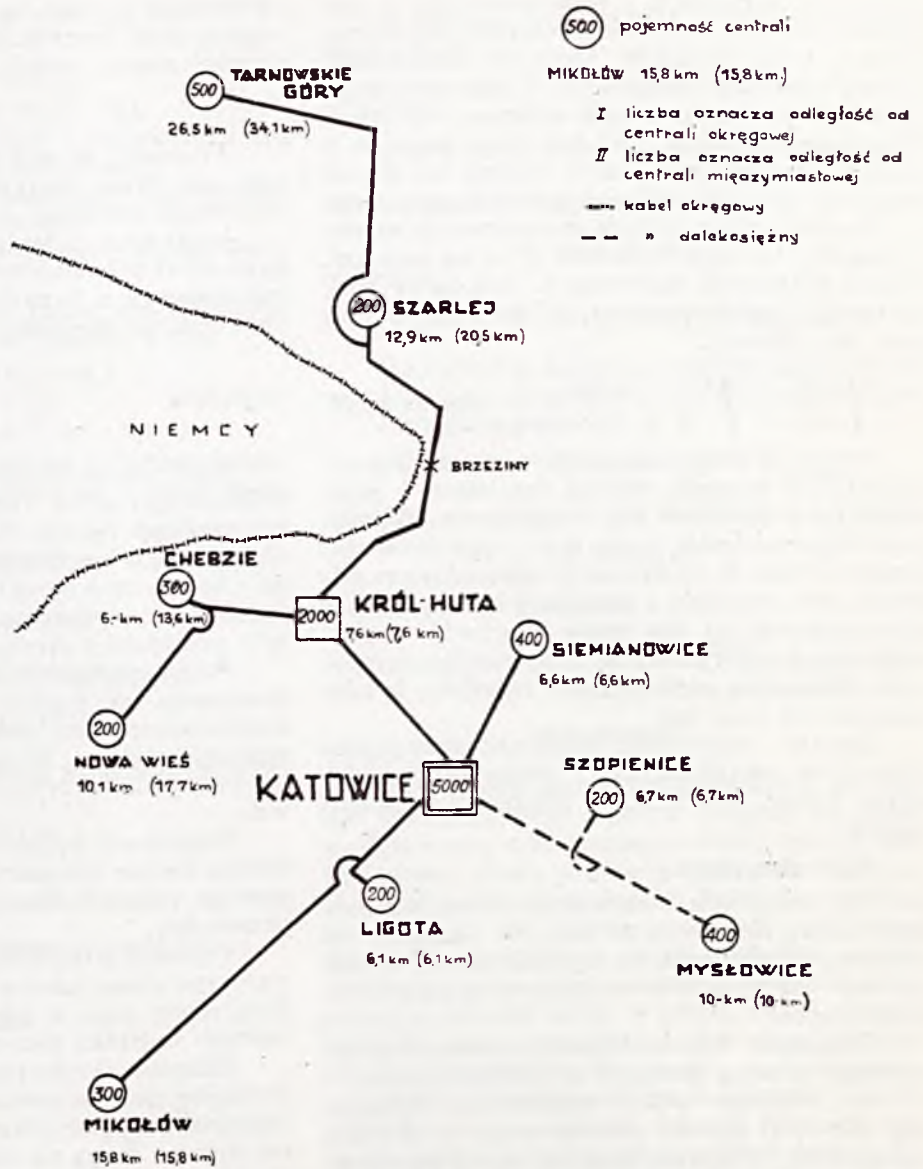 500 pojemność centrali
MIKOŁÓW 15,8 km (15,8 km.)
I liczba oznacza odległość od
centrali okręgowej
II liczba oznacza odległość od
centrali międzymiastowej
kabel okręgowy
" dalekosiężny
500
TARNOWSKIE
GÓRY
26,5 km (34,1 km)
200 SZARLEJ
12,9 km (20,5 km)
NIEMCY
BRZEZINY
CHEBZIE
300
6,- km (13,6 km)
2000
KRÓL-HUTA
7,6 km (7,6 km)
400
SIEMIANOWICE
6,6 km (6,6 km)
200
NOWA WIEŚ
10,1 km (17,7 km)
KATOWICE 5000
SZOPIENICE
200 6,7 km (6,7 km)
200
LIGOTA
6,1 km (6,1 km)
400
MYSŁOWICE
10-km (10-km)
300
MIKOŁÓW
15,8 km (15,8 km)